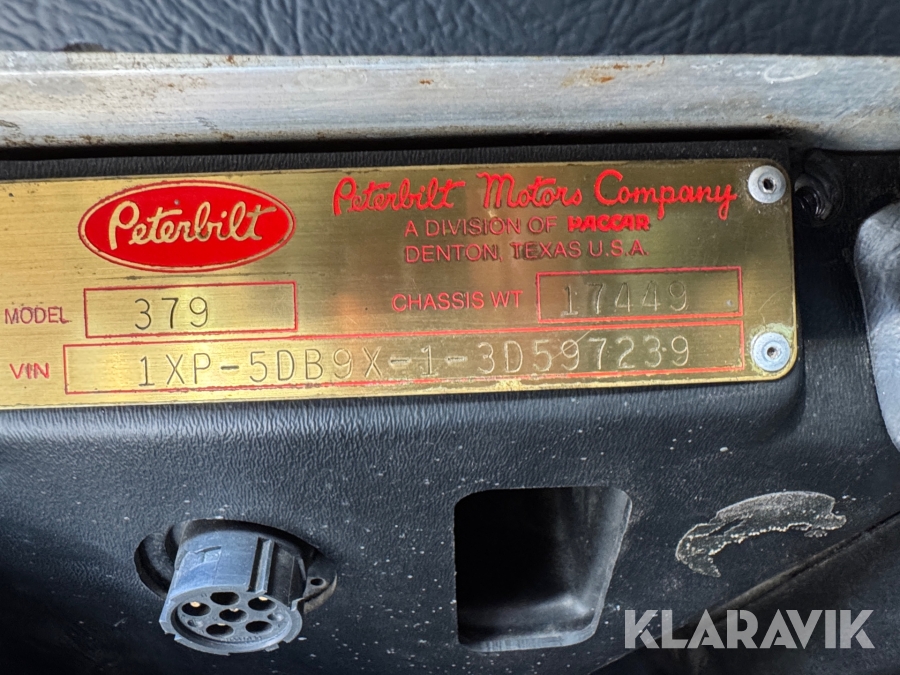 Peterbilt
Peterbilt Motors Company
A DIVISION OF PACCAR
DENTON, TEXAS U.S.A.
MODEL 379
CHASSIS WT 17449
VIN 1XP-5DB9X-1-3D597239
KLARAVIK